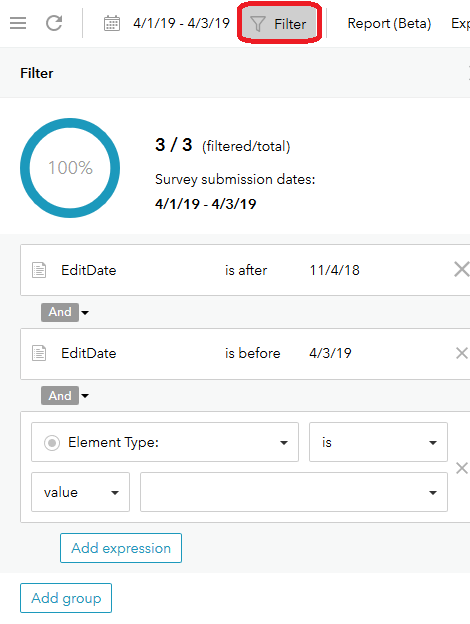 4/1/19 - 4/3/19 Filter Report (Beta)
Filter
100%
3 / 3 (filtered/total)
Survey submission dates:
4/1/19 - 4/3/19
EditDate is after 11/4/18
And
EditDate is before 4/3/19
And
Element Type: is
value
Add expression
Add group